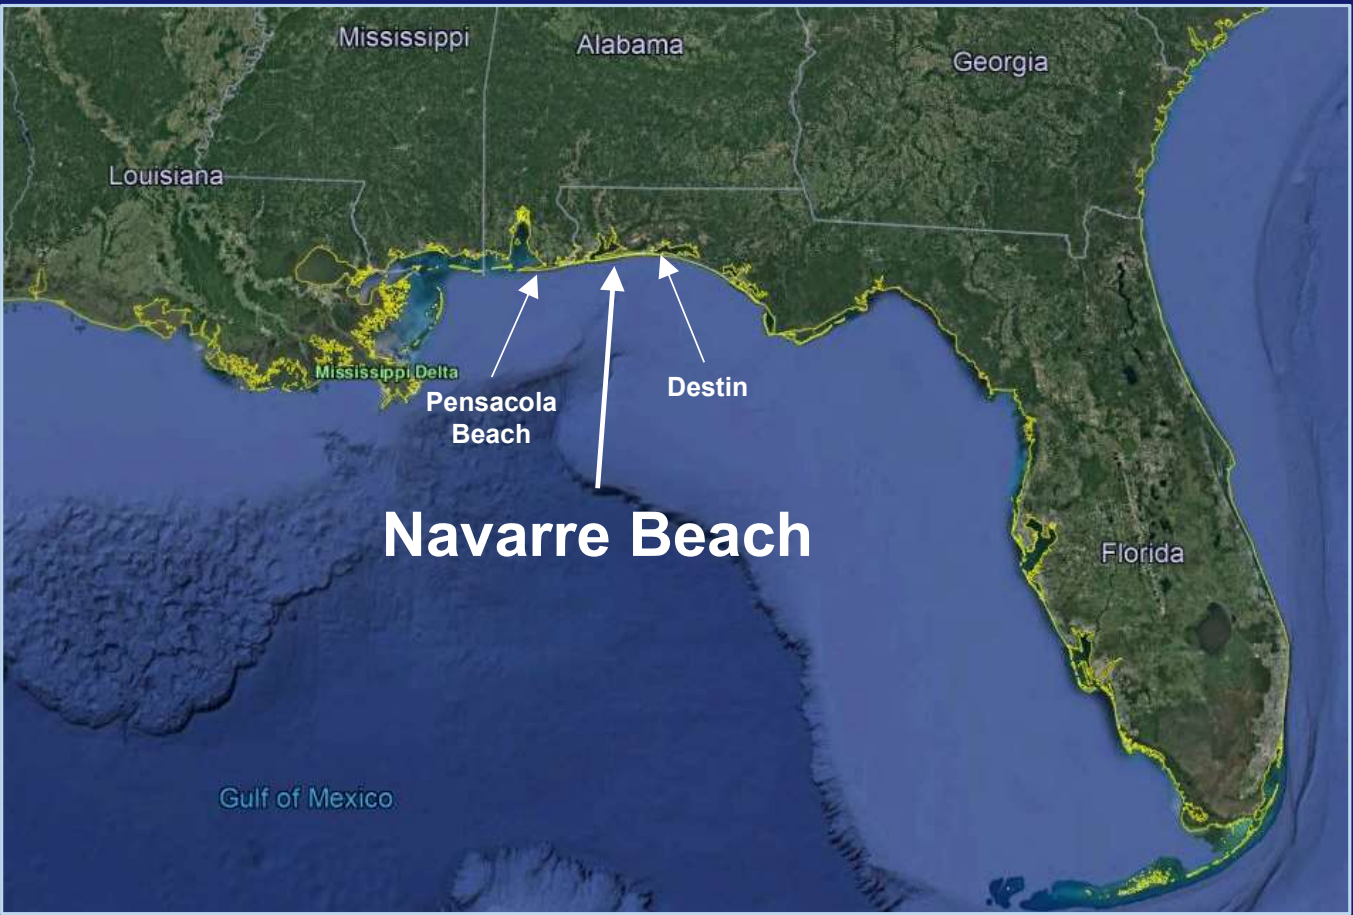 Mississippi
Alabama
Georgia
Louisiana
Mississippi Delta
Pensacola
Beach
Destin
Navarre Beach
Florida
Gulf of Mexico